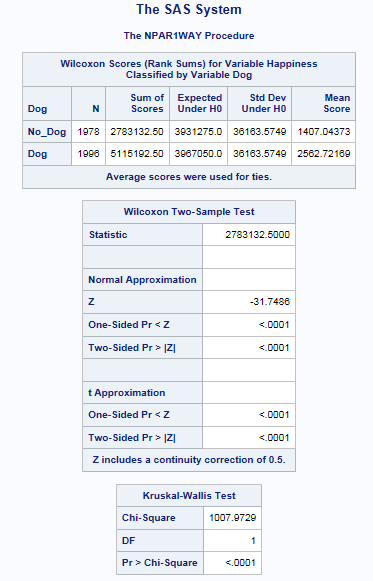 The SAS System
The NPAR1WAY Procedure
Wilcoxon Scores (Rank Sums) for Variable Happiness
Classified by Variable Dog
Dog N Sum of Scores Expected Under H0 Std Dev Under H0 Mean Score
No_Dog 1978 2783132.50 3931275.0 36163.5749 1407.04373
Dog 1996 5115192.50 3967050.0 36163.5749 2562.72169
Average scores were used for ties.
Wilcoxon Two-Sample Test
Statistic 2783132.5000
Normal Approximation
Z -31.7486
One-Sided Pr < Z <.0001
Two-Sided Pr > |Z| <.0001
t Approximation
One-Sided Pr < Z <.0001
Two-Sided Pr > |Z| <.0001
Z includes a continuity correction of 0.5.
Kruskal-Wallis Test
Chi-Square 1007.9729
DF 1
Pr > Chi-Square <.0001